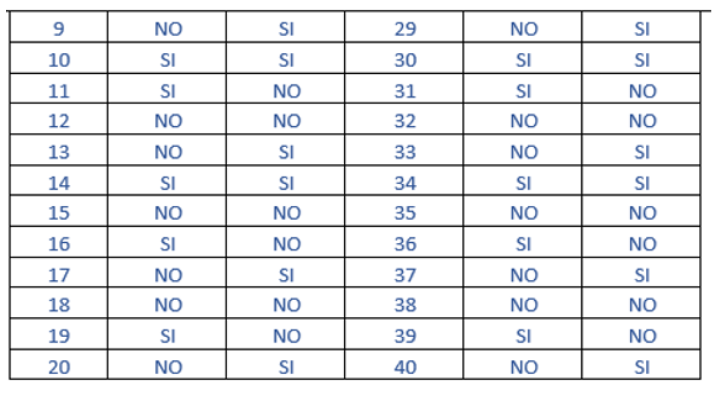 9 NO SI 29 NO SI
10 SI SI 30 SI SI
11 SI NO 31 SI NO
12 NO NO 32 NO NO
13 NO SI 33 NO SI
14 SI SI 34 SI SI
15 NO NO 35 NO NO
16 SI NO 36 SI NO
17 NO SI 37 NO SI
18 NO NO 38 NO NO
19 SI NO 39 SI NO
20 NO SI 40 NO SI